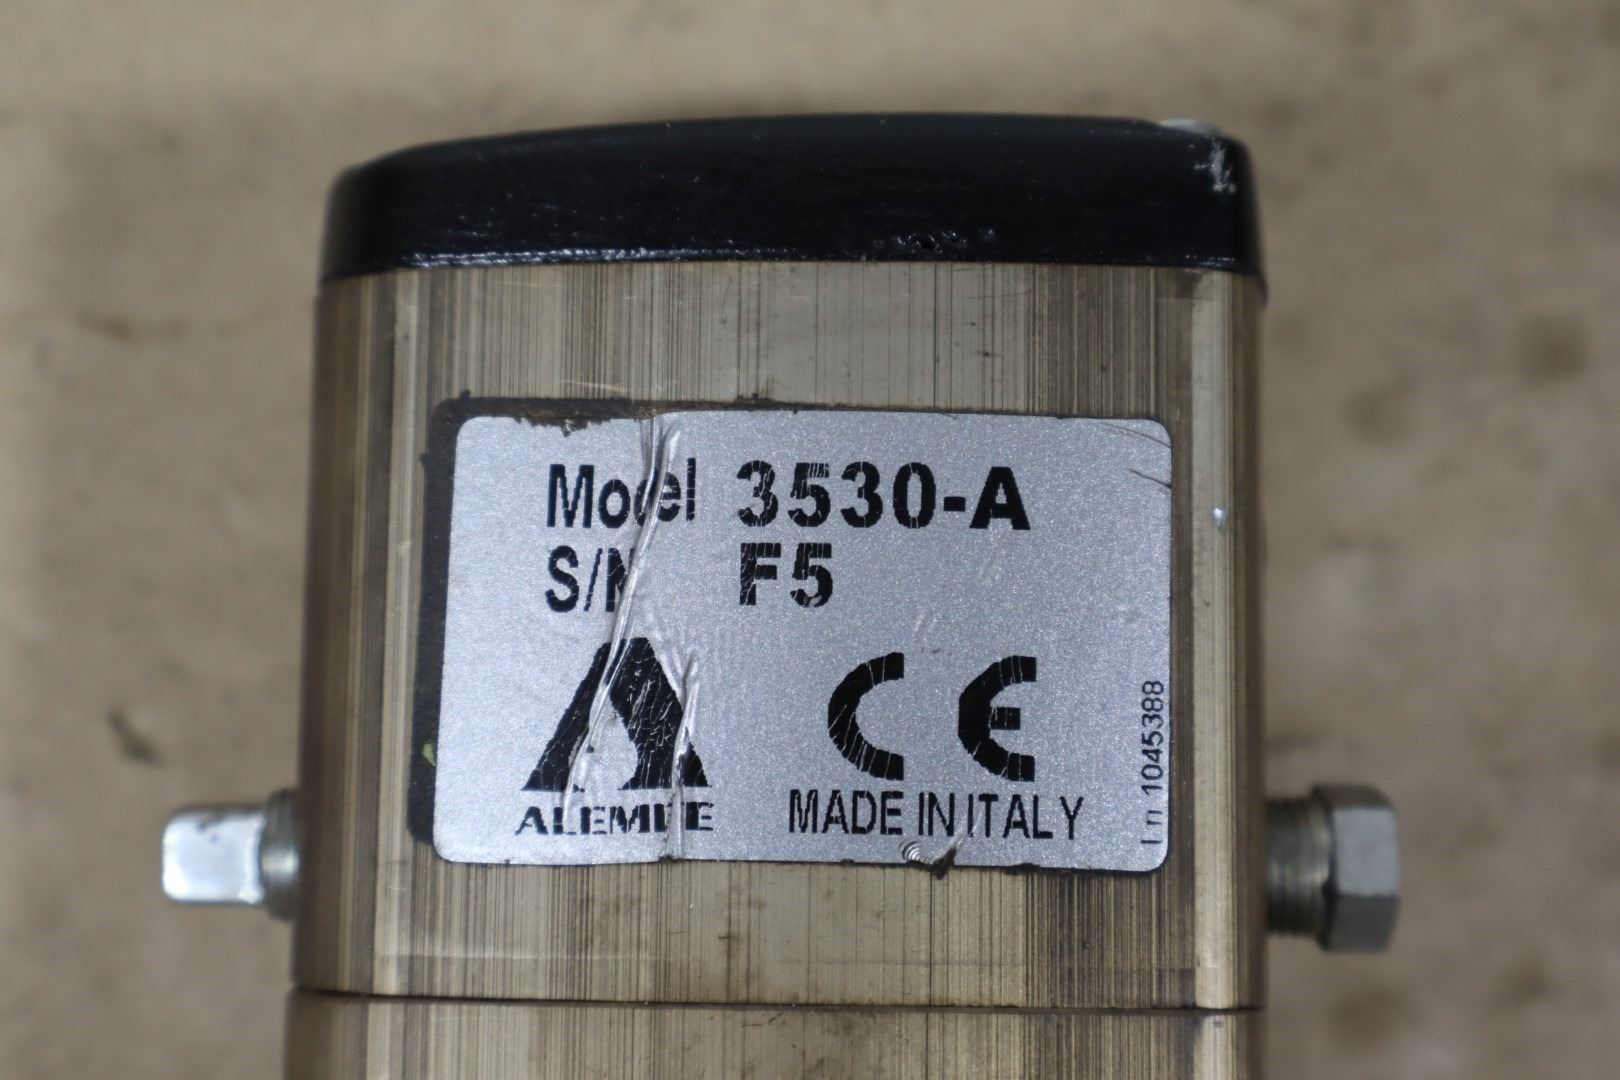 Model 3530-A
S/N F5
ALEMITE
CE
MADE IN ITALY
I n 1045388